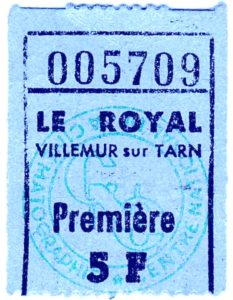 005709
LE ROYAL
VILLEMUR sur TARN
Première
5 F